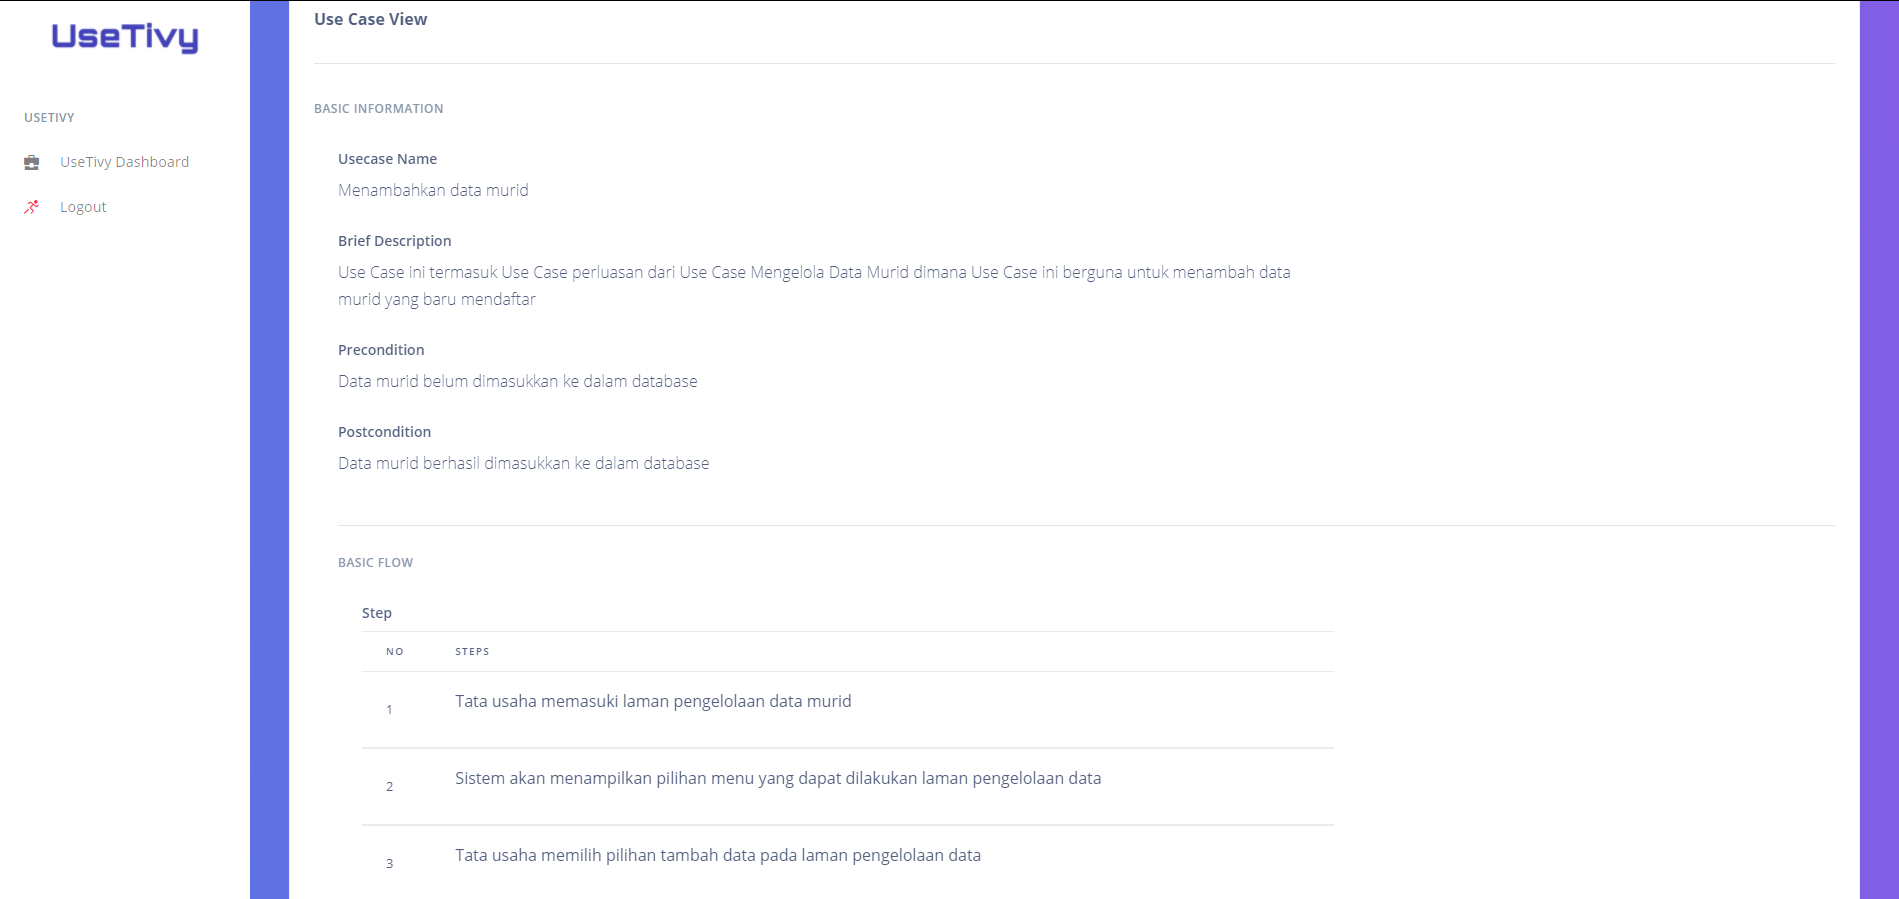 UseTivy
USETIVY
UseTivy Dashboard
Logout
Use Case View
BASIC INFORMATION
Usecase Name
Menambahkan data murid
Brief Description
Use Case ini termasuk Use Case perluasan dari Use Case Mengelola Data Murid dimana Use Case ini berguna untuk menambah data
murid yang baru mendaftar
Precondition
Data murid belum dimasukkan ke dalam database
Postcondition
Data murid berhasil dimasukkan ke dalam database
BASIC FLOW
Step
NO STEPS
1 Tata usaha memasuki laman pengelolaan data murid
2 Sistem akan menampilkan pilihan menu yang dapat dilakukan laman pengelolaan data
3 Tata usaha memilih pilihan tambah data pada laman pengelolaan data